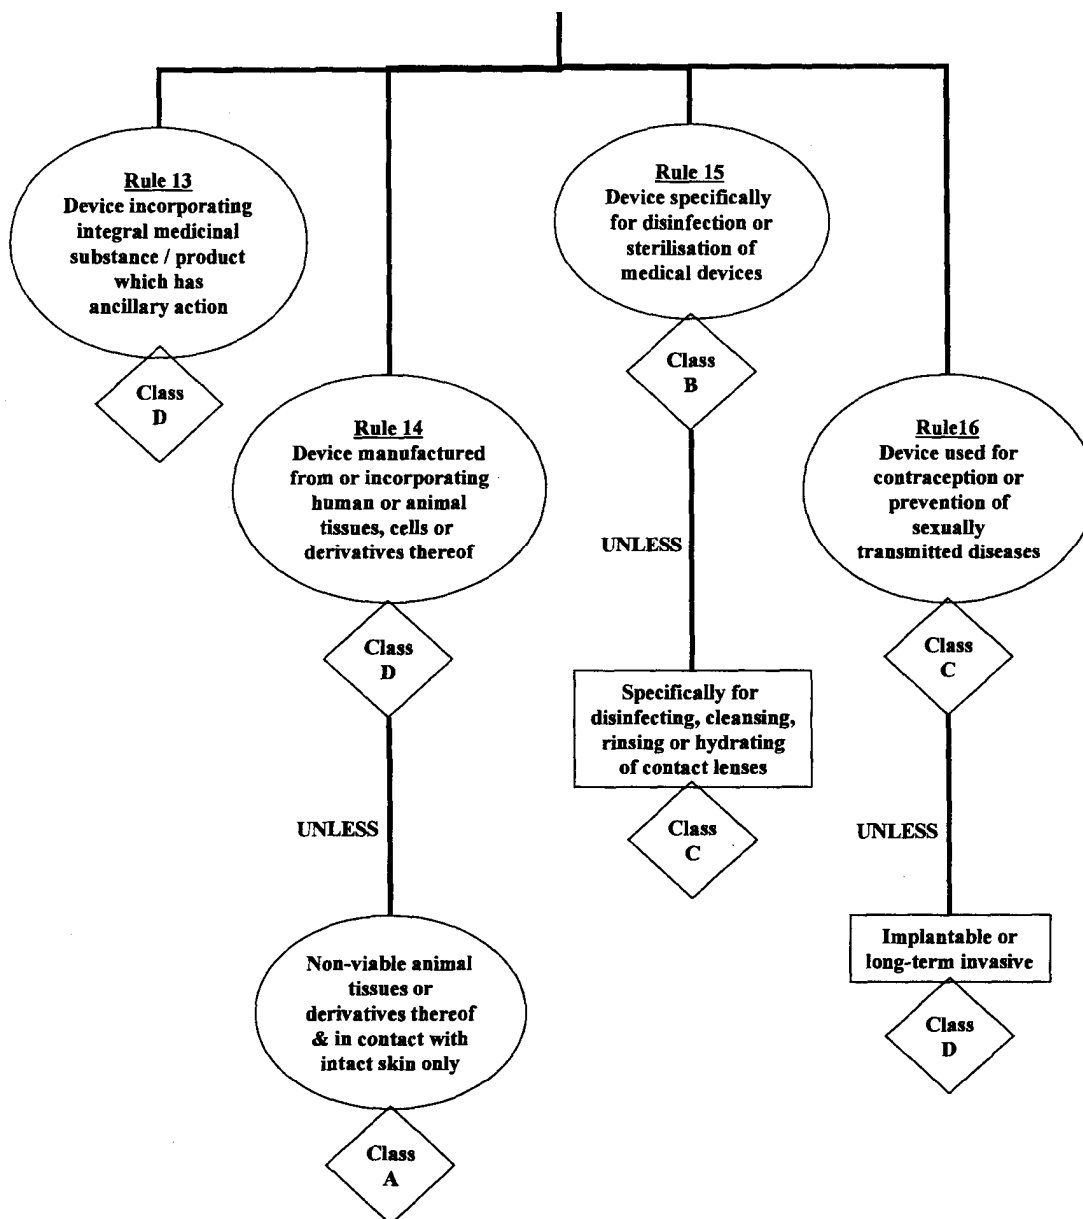 Rule 13
Device incorporating
integral medicinal
substance / product
which has
ancillary action
Class
D
Rule 14
Device manufactured
from or incorporating
human or animal
tissues, cells or
derivatives thereof
Class
D
UNLESS
Non-viable animal
tissues or
derivatives thereof
& in contact with
intact skin only
Class
A
Rule 15
Device specifically
for disinfection or
sterilisation of
medical devices
Class
B
UNLESS
Specifically for
disinfecting, cleansing,
rinsing or hydrating
of contact lenses
Class
C
Rule16
Device used for
contraception or
prevention of
sexually
transmitted diseases
Class
C
UNLESS
Implantable or
long-term invasive
Class
D